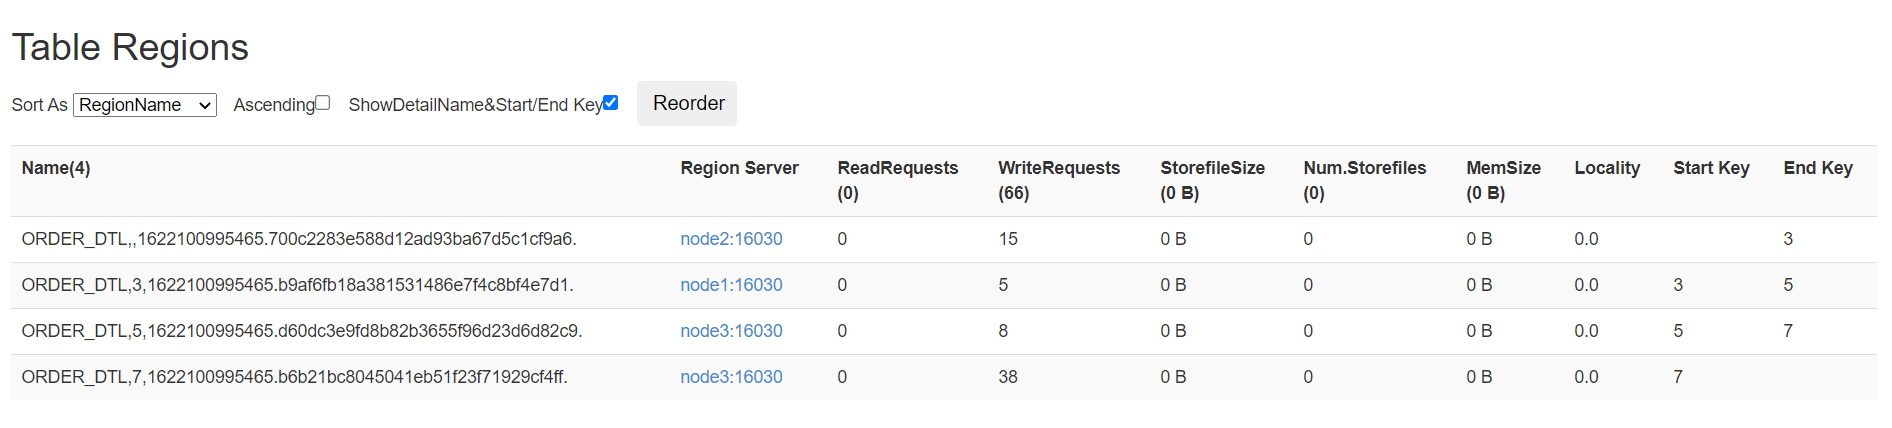 Table Regions
Sort As RegionName Ascending ShowDetailName&Start/End Key Reorder
Name(4) Region Server ReadRequests (0) WriteRequests (66) StorefileSize (0 B) Num.Storefiles (0) MemSize (0 B) Locality Start Key End Key
ORDER_DTL,,1622100995465.700c2283e588d12ad93ba67d5c1cf9a6. node2:16030 0 15 0 B 0 0 B 0.0 3
ORDER_DTL,3,1622100995465.b9af6fb18a381531486e7f4c8bf4e7d1. node1:16030 0 5 0 B 0 0 B 0.0 3 5
ORDER_DTL,5,1622100995465.d60dc3e9fd8b82b3655f96d23d6d82c9. node3:16030 0 8 0 B 0 0 B 0.0 5 7
ORDER_DTL,7,1622100995465.b6b21bc8045041eb51f23f71929cf4ff. node3:16030 0 38 0 B 0 0 B 0.0 7